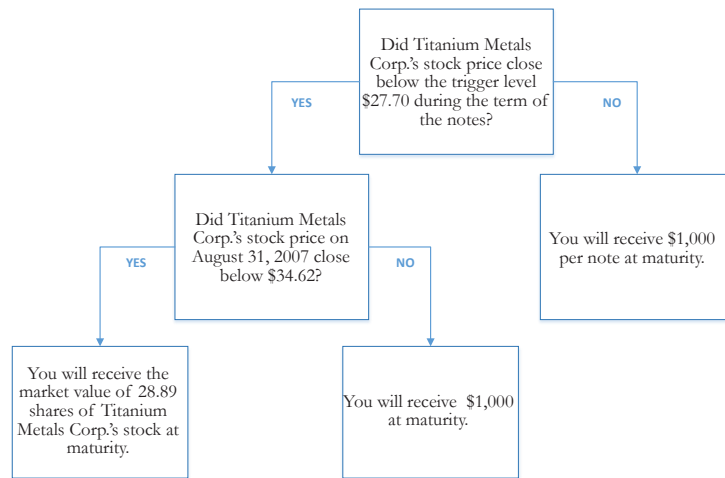 Did Titanium Metals
Corp.'s stock price close
below the trigger level
$27.70 during the term of
the notes?
YES
NO
Did Titanium Metals
Corp.'s stock price on
August 31, 2007 close
below $34.62?
You will receive $1,000
per note at maturity.
YES
NO
You will receive the
market value of 28.89
shares of Titanium
Metals Corp.'s stock at
maturity.
You will receive $1,000
at maturity.